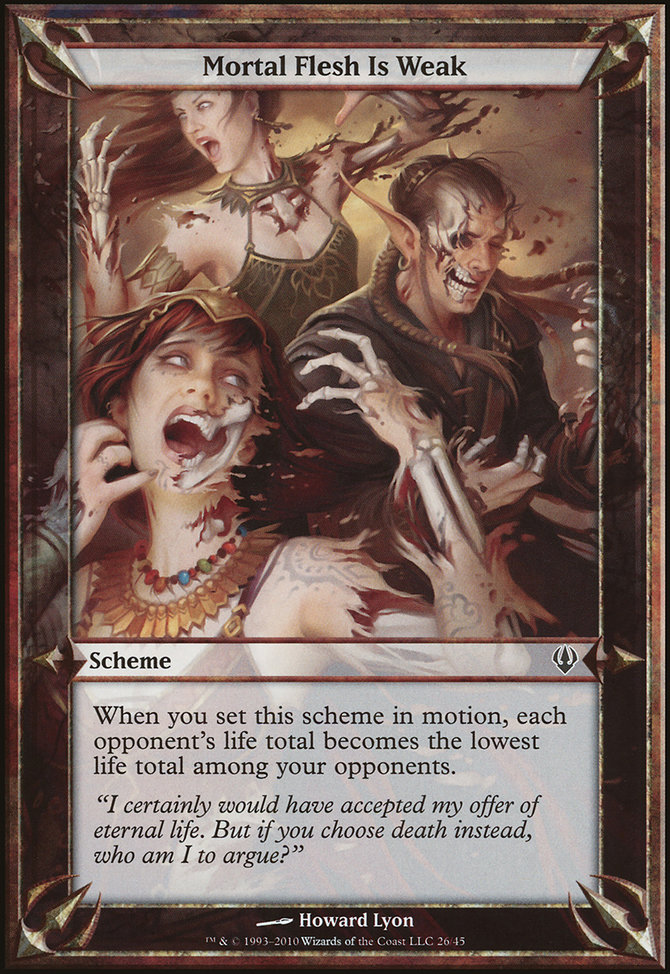 Mortal Flesh Is Weak
Scheme
When you set this scheme in motion, each
opponent's life total becomes the lowest
life total among your opponents.
"I certainly would have accepted my offer of
eternal life. But if you choose death instead,
who am I to argue?"
Howard Lyon
™ & © 1993–2010 Wizards of the Coast LLC 26/45